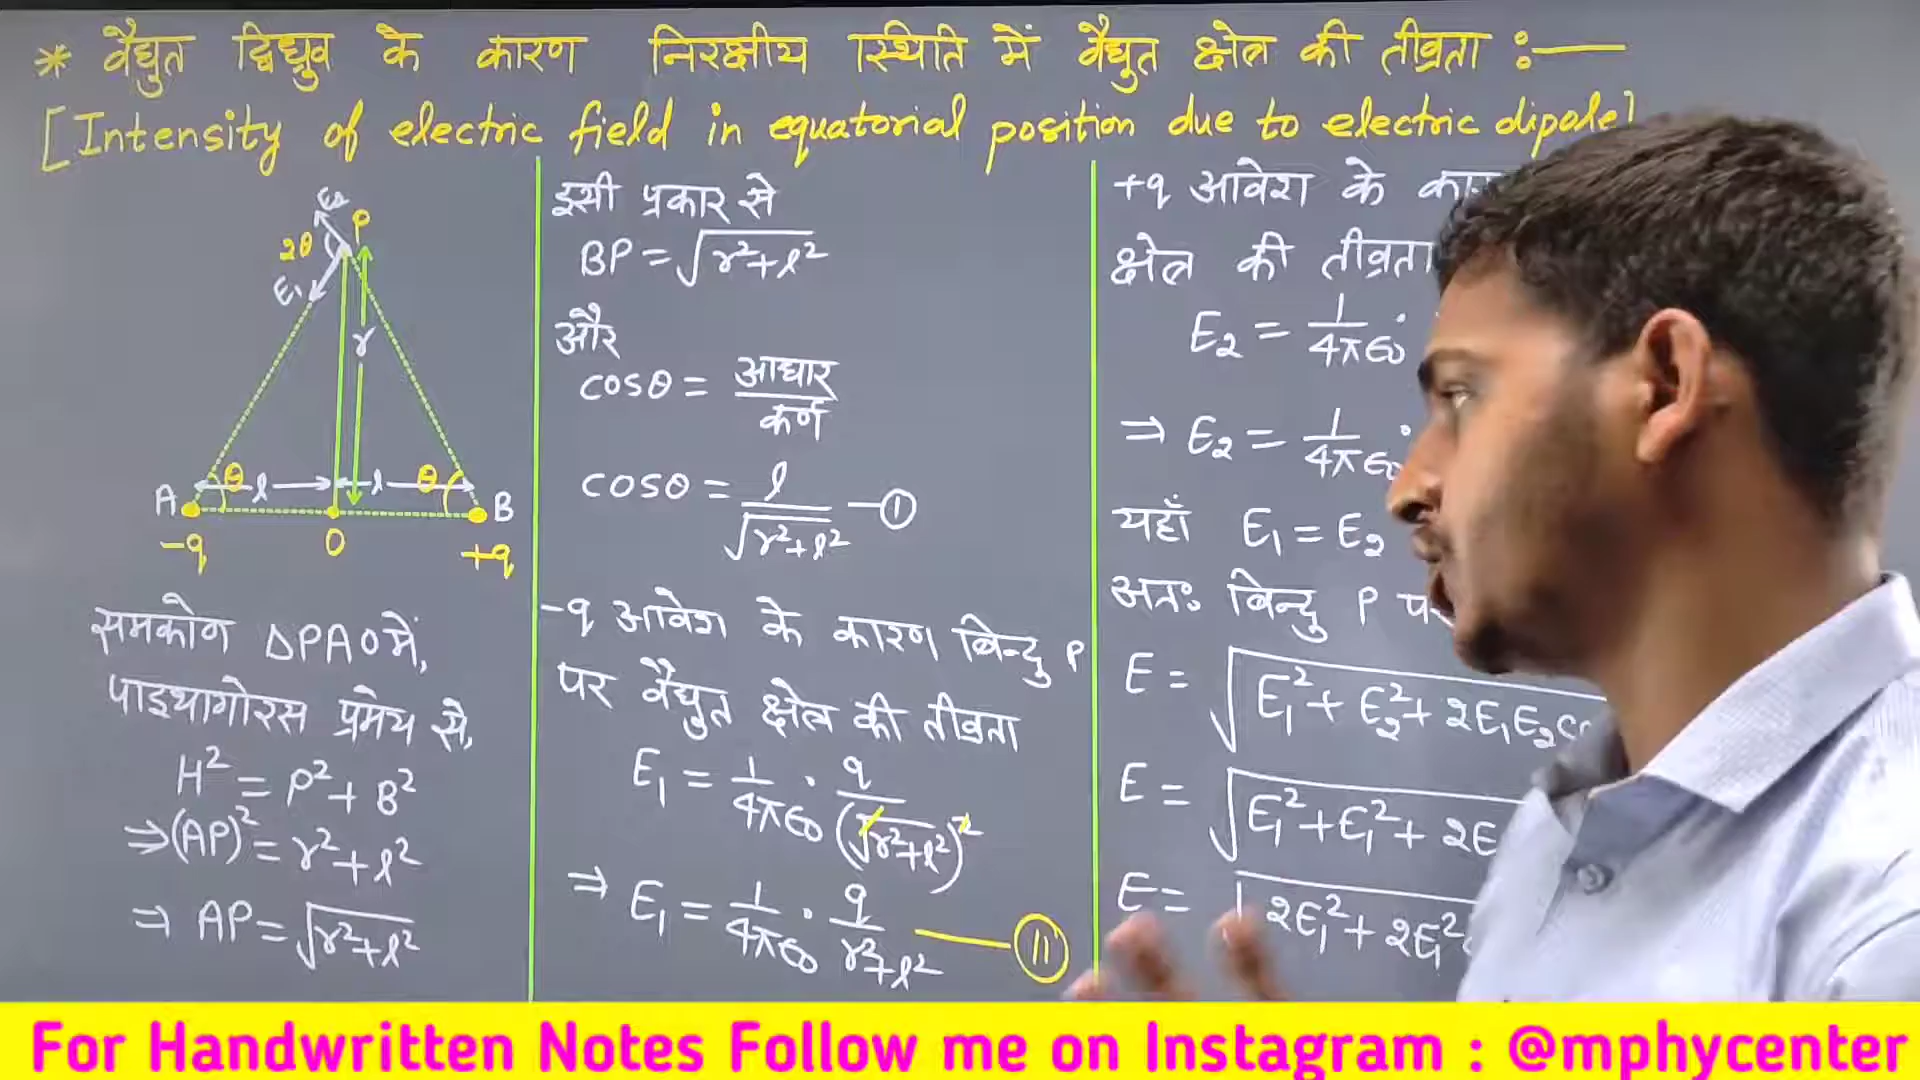 * वैद्युत द्विध्रुव के कारण निरक्षीय स्थिति में वैद्युत क्षेत्र की तीव्रता :—
[Intensity of electric field in equatorial position due to electric dipole]
E₂
P
2θ
E₁
r
θ l l θ
A B
-q O +q
समकोण ΔPAO में,
पाइथागोरस प्रमेय से,
H² = P² + B²
⇒ (AP)² = r² + l²
⇒ AP = √(r² + l²)
इसी प्रकार से
BP = √(r² + l²)
और
cosθ = आधार / कर्ण
cosθ = l / √(r² + l²) — (I)
-q आवेश के कारण बिन्दु P
पर वैद्युत क्षेत्र की तीव्रता
E₁ = 1/4πε₀ · q/(√(r² + l²))²
⇒ E₁ = 1/4πε₀ · q/r² + l² — (II)
+q आवेश के
क्षेत्र की तीव्रता
E₂ = 1/4πε₀ ·
⇒ E₂ = 1/4πε₀ ·
यहाँ E₁ = E₂
अतः बिन्दु P
E = √E₁² + E₂² + 2E₁E₂
E = √E₁² + E₁² + 2E
E = √2E₁² + 2E₁²
For Handwritten Notes Follow me on Instagram : @mphycenter